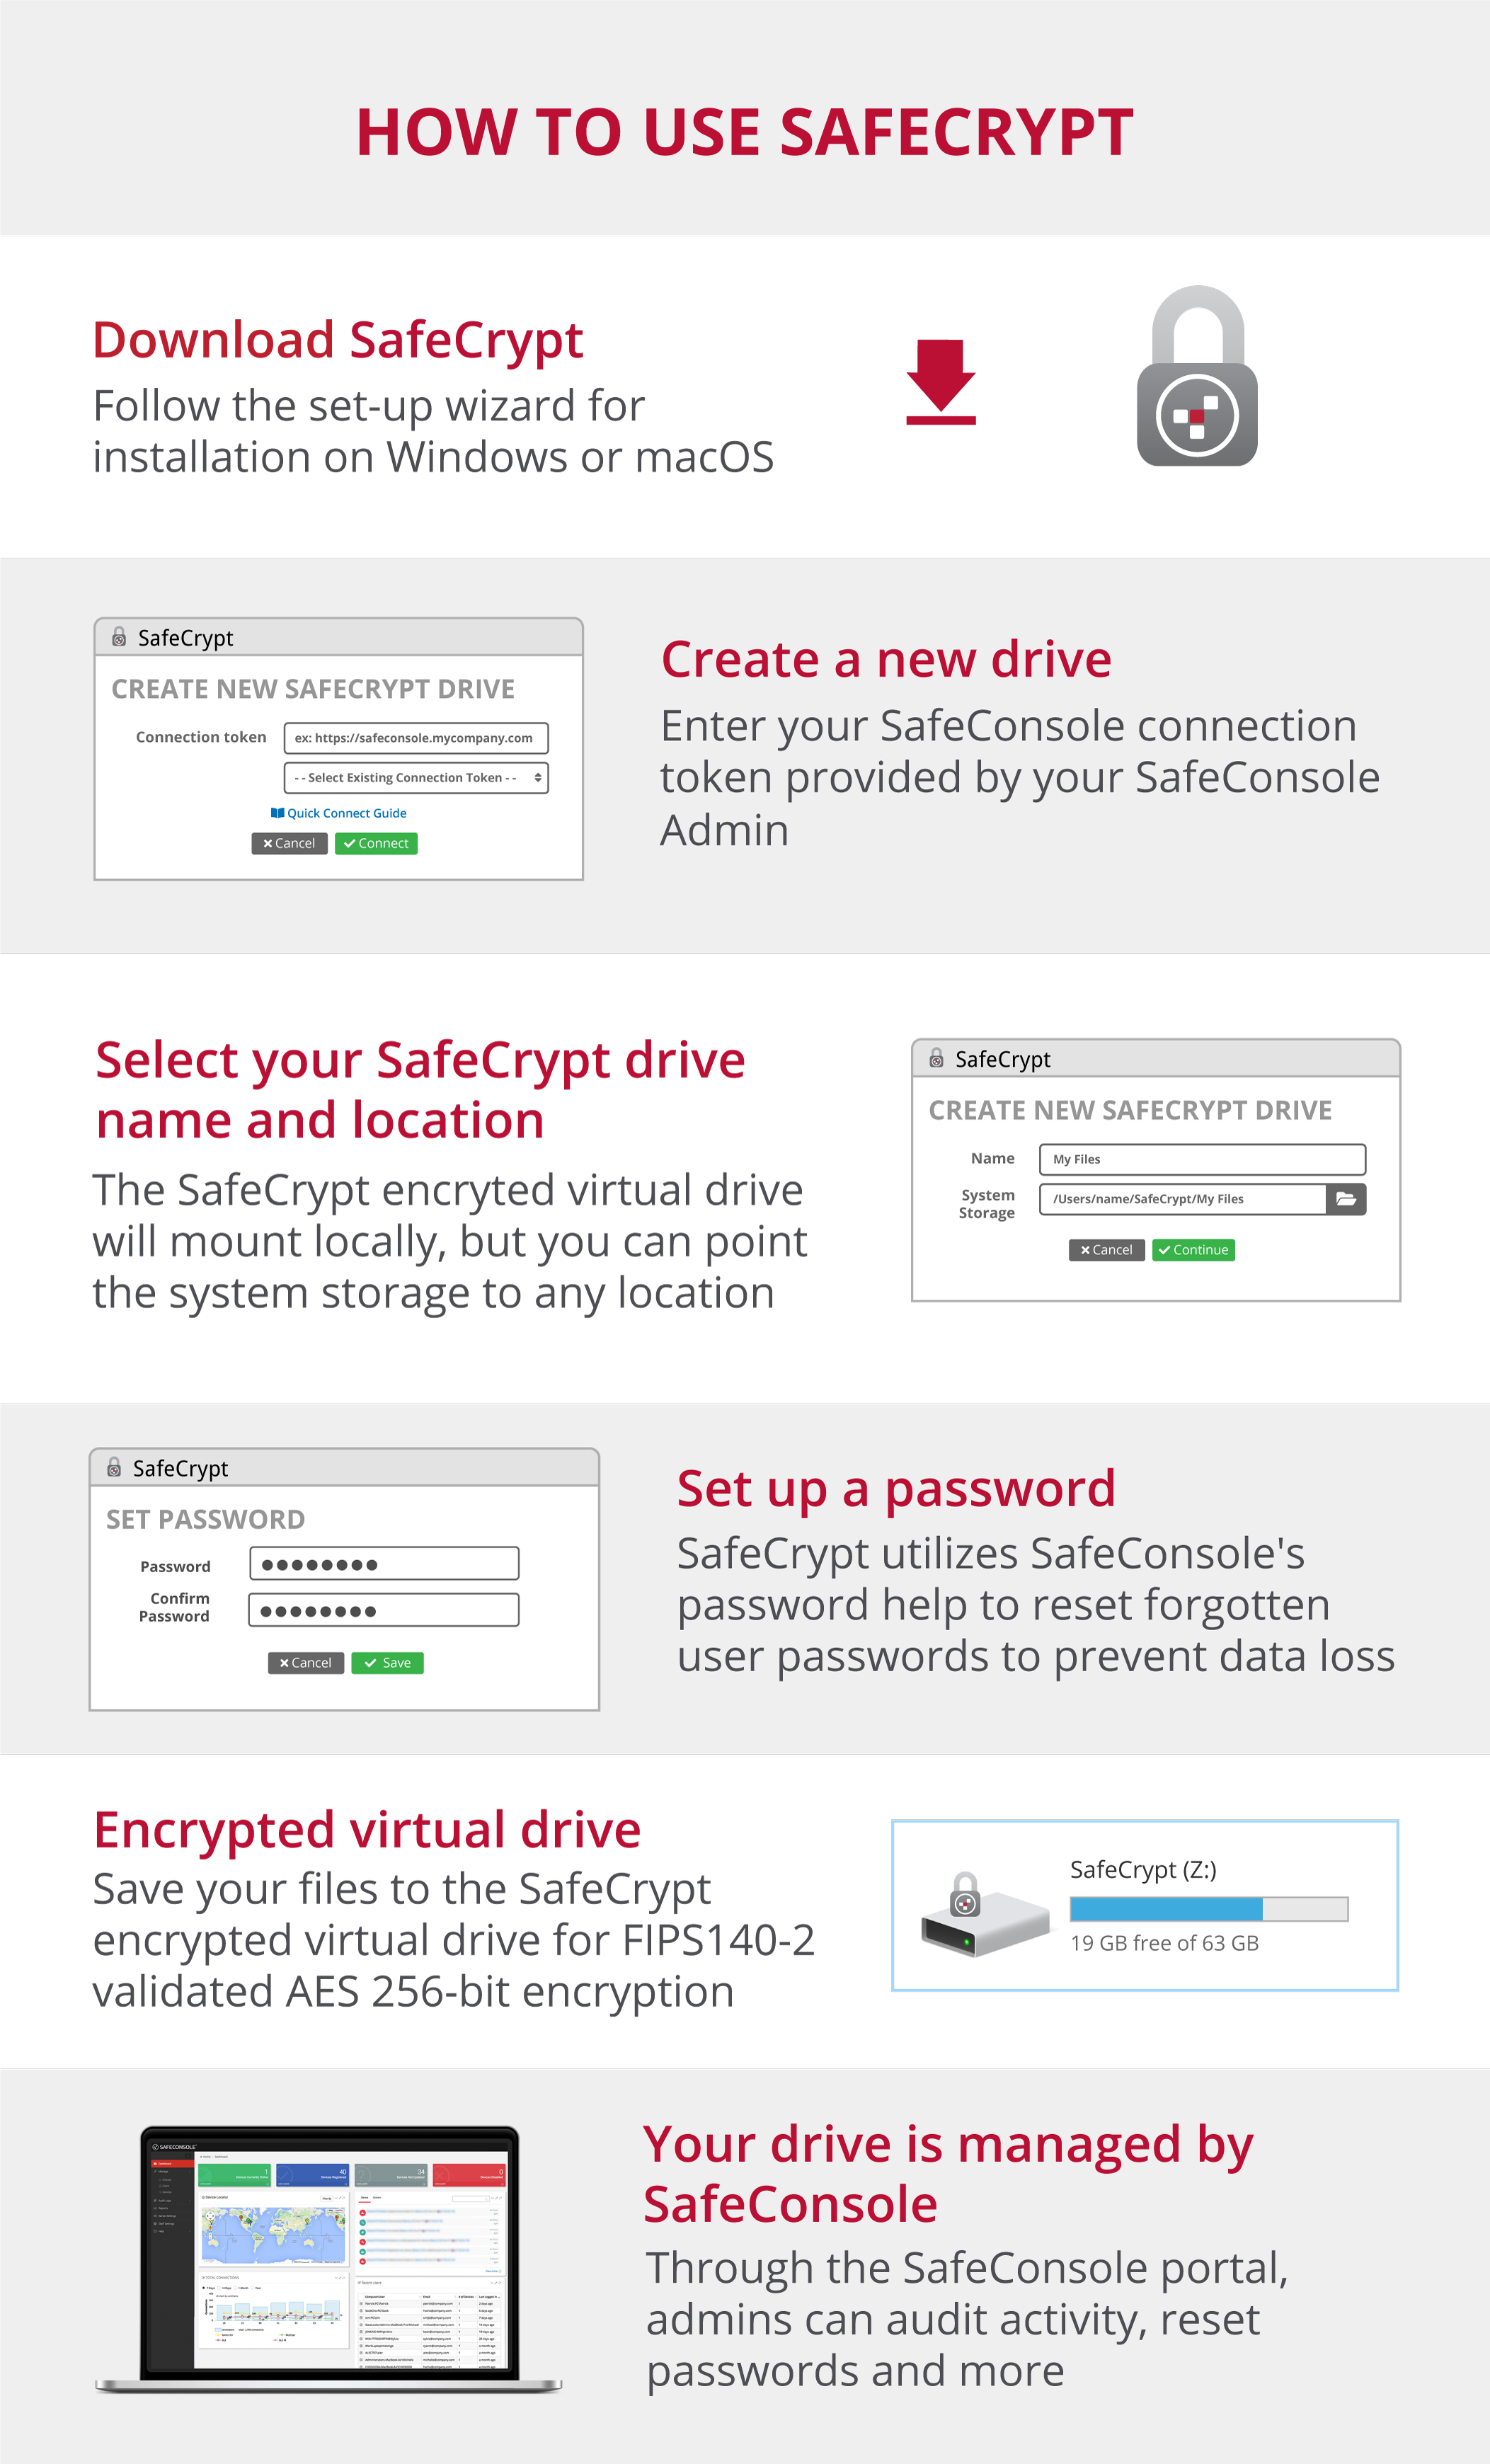 HOW TO USE SAFECRYPT
Download SafeCrypt
Follow the set-up wizard for
installation on Windows or macOS
SafeCrypt
CREATE NEW SAFECRYPT DRIVE
Connection token
ex: https://safeconsole.mycompany.com
- - Select Existing Connection Token - -
Quick Connect Guide
Cancel
Connect
Create a new drive
Enter your SafeConsole connection
token provided by your SafeConsole
Admin
Select your SafeCrypt drive
name and location
The SafeCrypt encryted virtual drive
will mount locally, but you can point
the system storage to any location
SafeCrypt
CREATE NEW SAFECRYPT DRIVE
Name
My Files
System
Storage
/Users/name/SafeCrypt/My Files
Cancel
Continue
SafeCrypt
SET PASSWORD
Password
Confirm
Password
Cancel
Save
Set up a password
SafeCrypt utilizes SafeConsole's
password help to reset forgotten
user passwords to prevent data loss
Encrypted virtual drive
Save your files to the SafeCrypt
encrypted virtual drive for FIPS140-2
validated AES 256-bit encryption
SafeCrypt (Z:)
19 GB free of 63 GB
SAFECONSOLE
1
40
34
0
Your drive is managed by
SafeConsole
Through the SafeConsole portal,
admins can audit activity, reset
passwords and more